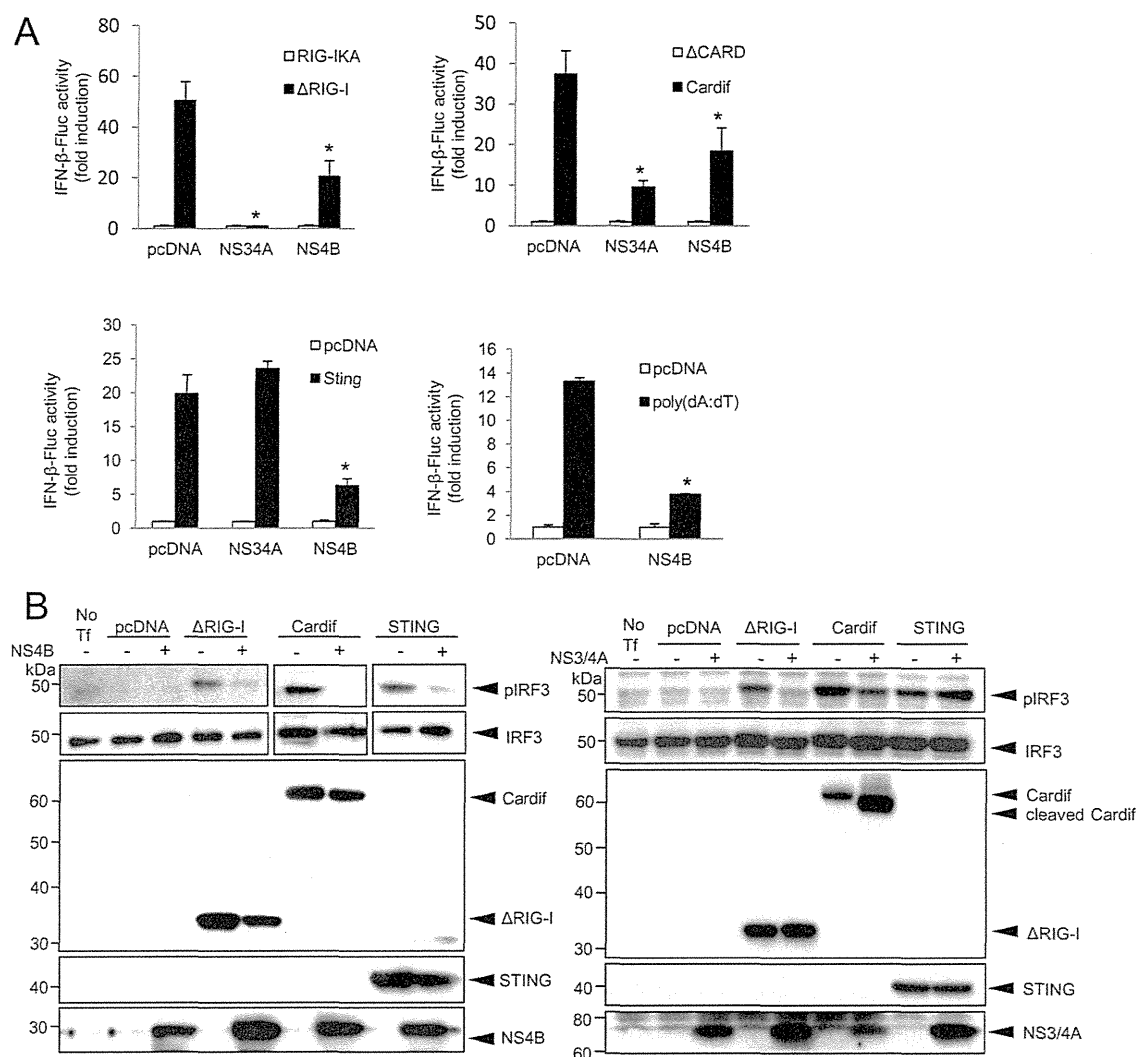 A
IFN-β-Fluc activity
(fold induction)
80
60
40
20
0
RIG-IKA
ΔRIG-I
*
*
pcDNA NS34A NS4B
IFN-β-Fluc activity
(fold induction)
50
40
30
20
10
0
ΔCARD
Cardif
*
*
pcDNA NS34A NS4B
IFN-β-Fluc activity
(fold induction)
30
25
20
15
10
5
0
pcDNA
Sting
*
pcDNA NS34A NS4B
IFN-β-Fluc activity
(fold induction)
16
14
12
10
8
6
4
2
0
pcDNA
poly(dA:dT)
*
pcDNA NS4B
B
No
Tf pcDNA ΔRIG-I Cardif STING
NS4B - - + - + - + - +
kDa
50 pIRF3
50 IRF3
60 Cardif
50
40
ΔRIG-I
30
40 STING
30 NS4B
No
Tf pcDNA ΔRIG-I Cardif STING
NS3/4A - - + - + - + - +
kDa
50 pIRF3
50 IRF3
60 Cardif
cleaved Cardif
50
40
ΔRIG-I
30
40 STING
80 NS3/4A
60